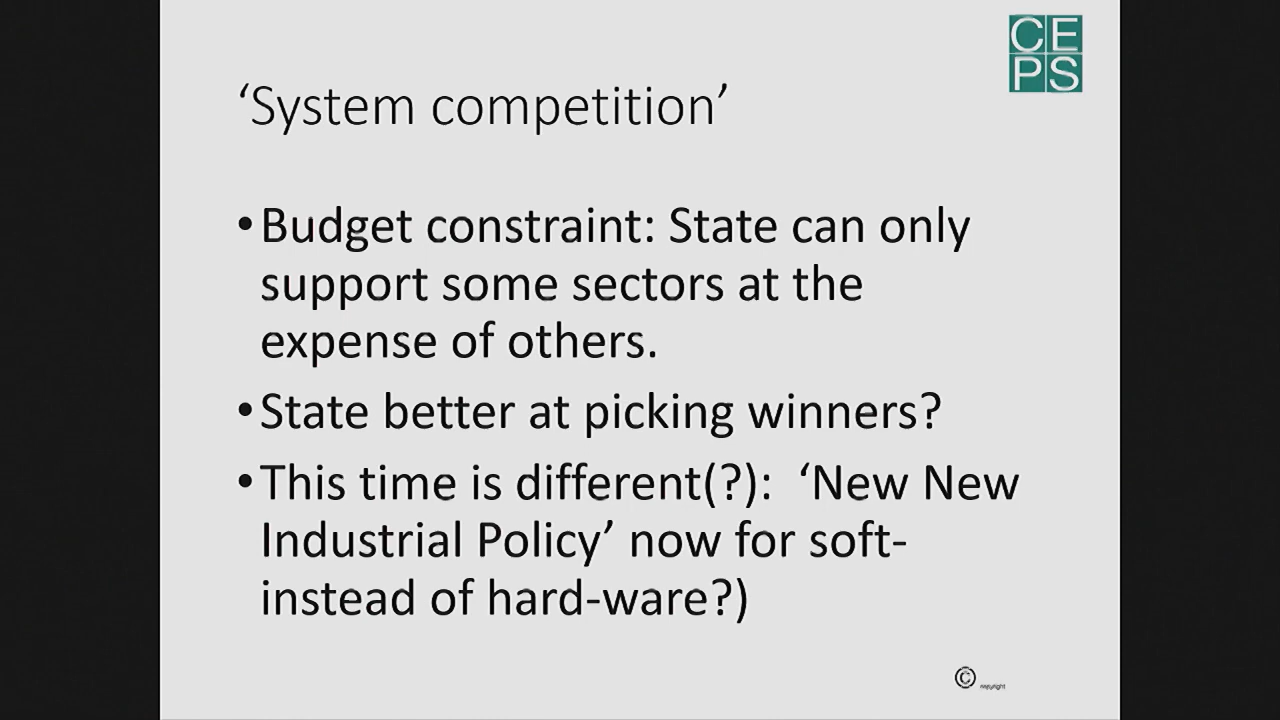 CE
PS
‘System competition’
•Budget constraint: State can only
support some sectors at the
expense of others.
•State better at picking winners?
•This time is different(?):  ‘New New
Industrial Policy’ now for soft-
instead of hard-ware?)
© copyright